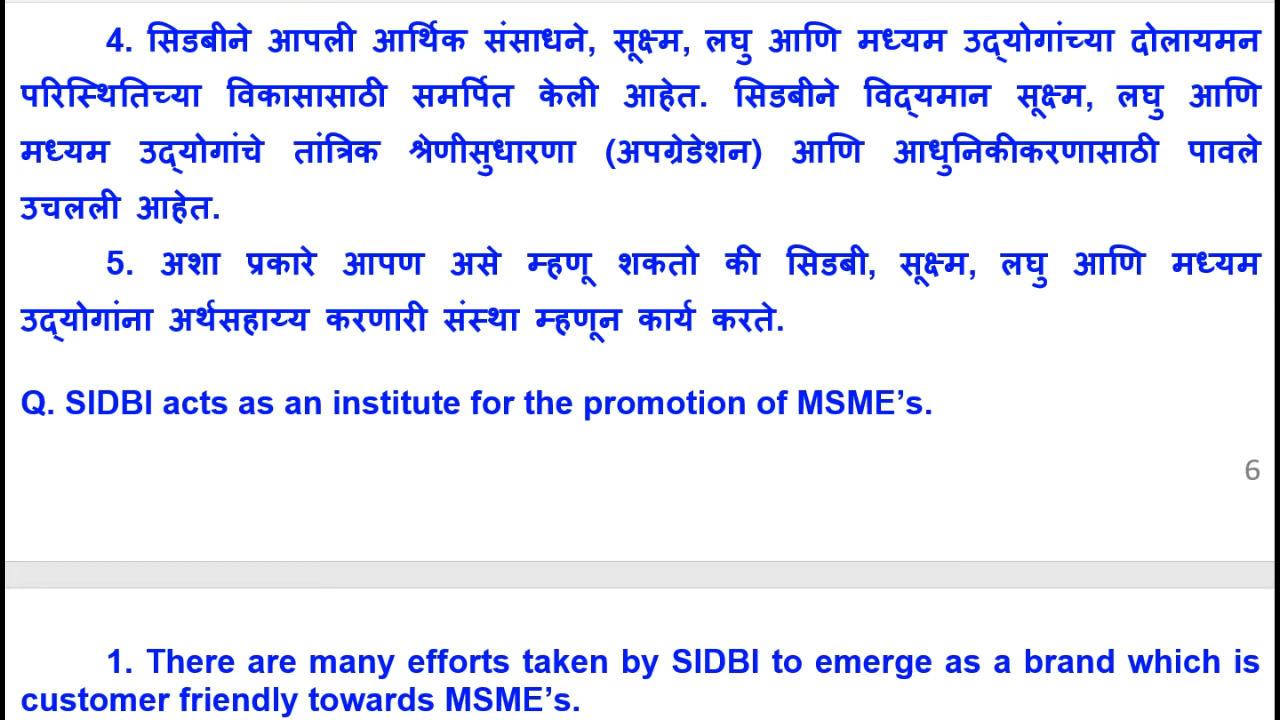 4. सिडबीने आपली आर्थिक संसाधने, सूक्ष्म, लघु आणि मध्यम उद्‌योगांच्या दोलायमन
परिस्थितिच्या विकासासाठी समर्पित केली आहेत. सिडबीने विद्‌यमान सूक्ष्म, लघु आणि
मध्यम उद्‌योगांचे तांत्रिक श्रेणीसुधारणा (अपग्रेडेशन) आणि आधुनिकीकरणासाठी पावले
उचलली आहेत.
5. अशा प्रकारे आपण असे म्हणू शकतो की सिडबी, सूक्ष्म, लघु आणि मध्यम
उद्‌योगांना अर्थसहाय्य करणारी संस्था म्हणून कार्य करते.
Q. SIDBI acts as an institute for the promotion of MSME’s.
6
1. There are many efforts taken by SIDBI to emerge as a brand which is
customer friendly towards MSME’s.